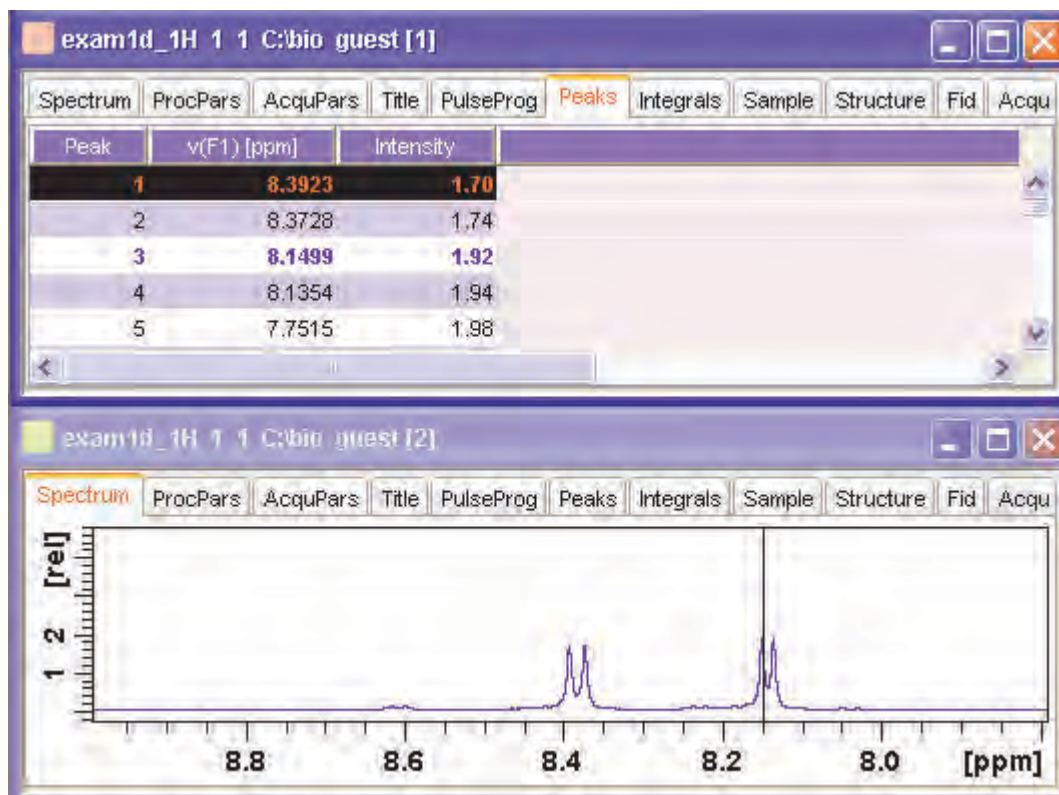 exam1d_1H 1 1 C:\bio guest [1]
Spectrum ProcPars AcquPars Title PulseProg Peaks Integrals Sample Structure Fid Acqu
Peak v(F1) [ppm] Intensity
1 8.3923 1.70
2 8.3728 1.74
3 8.1499 1.92
4 8.1354 1.94
5 7.7515 1.98
exam1d_1H 1 1 C:\bio guest [2]
Spectrum ProcPars AcquPars Title PulseProg Peaks Integrals Sample Structure Fid Acqu
[rel]
2
1
8.8 8.6 8.4 8.2 8.0 [ppm]